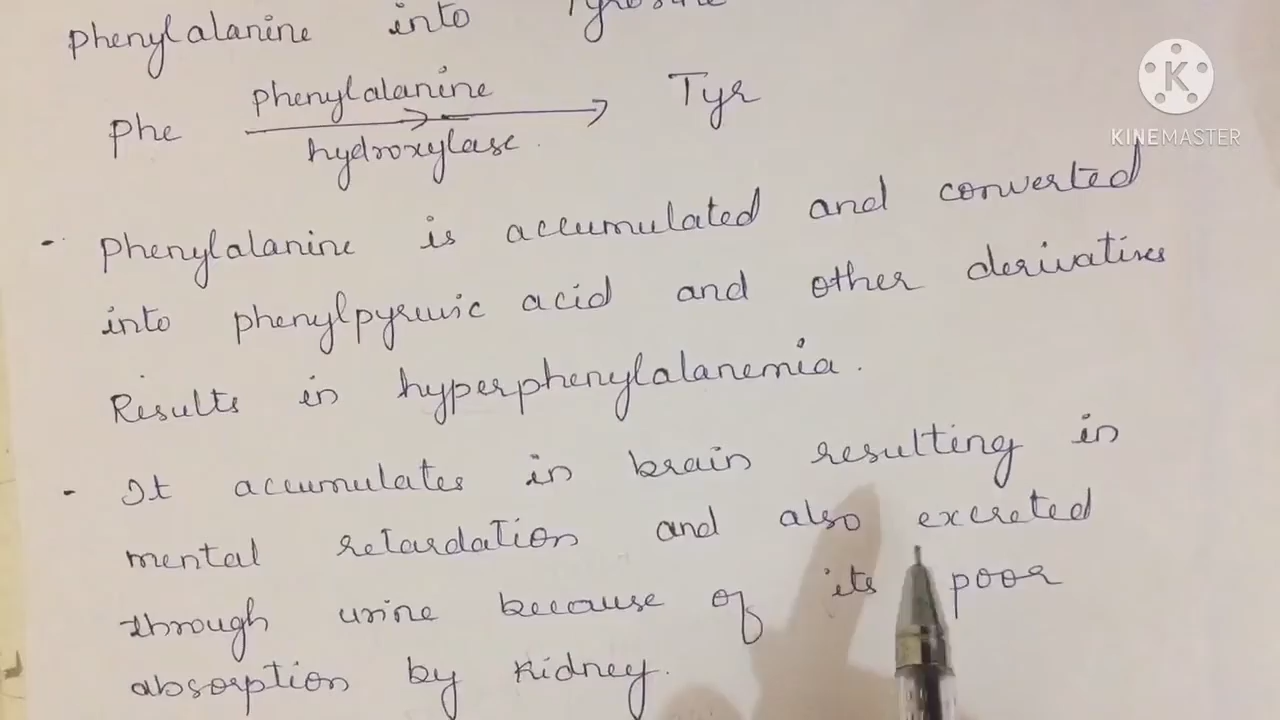 phenylalanine into Tyrosine
phenylalanine
Phe Tyr
hydroxylase.
K
KINEMASTER
- Phenylalanine is accumulated and converted
into phenylpyruvic acid and other derivatives
Results in hyperphenylalanemia.
- It accumulates in brain resulting in
mental retardation and also excreted
through urine because of its poor
absorption by kidney.